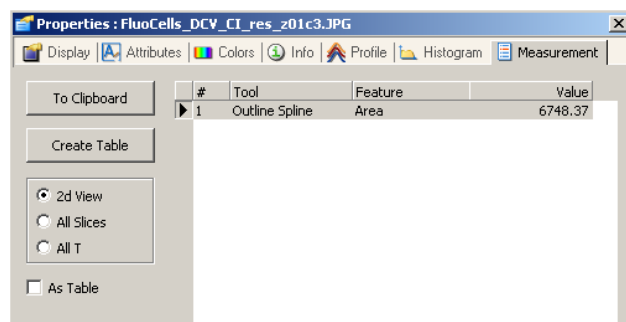 Properties : FluoCells_DCV_CI_res_z01c3.JPG
Display Attributes Colors Info Profile Histogram Measurement
To Clipboard
# Tool Feature Value
1 Outline Spline Area 6748.37
Create Table
2d View
All Slices
All T
As Table